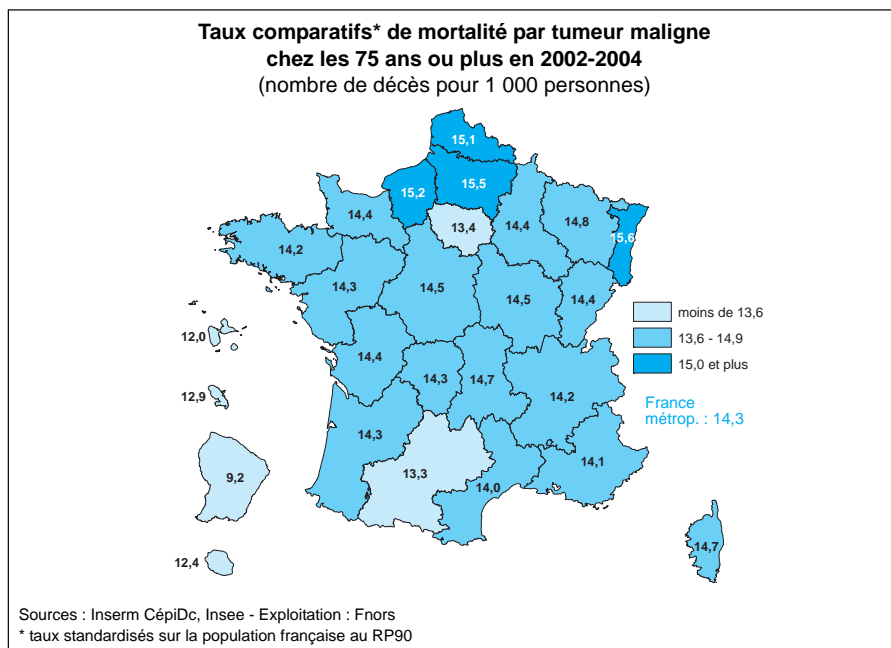 Taux comparatifs* de mortalité par tumeur maligne
chez les 75 ans ou plus en 2002-2004
(nombre de décès pour 1 000 personnes)
15,1
15,2
15,5
14,4
13,4
14,4
14,8
15,6
14,2
14,3
14,5
14,5
14,4
moins de 13,6
13,6 - 14,9
15,0 et plus
12,0
14,4
14,3
14,7
14,2
12,9
France
métrop. : 14,3
14,3
13,3
14,0
14,1
9,2
14,7
12,4
Sources : Inserm CépiDc, Insee - Exploitation : Fnors
* taux standardisés sur la population française au RP90